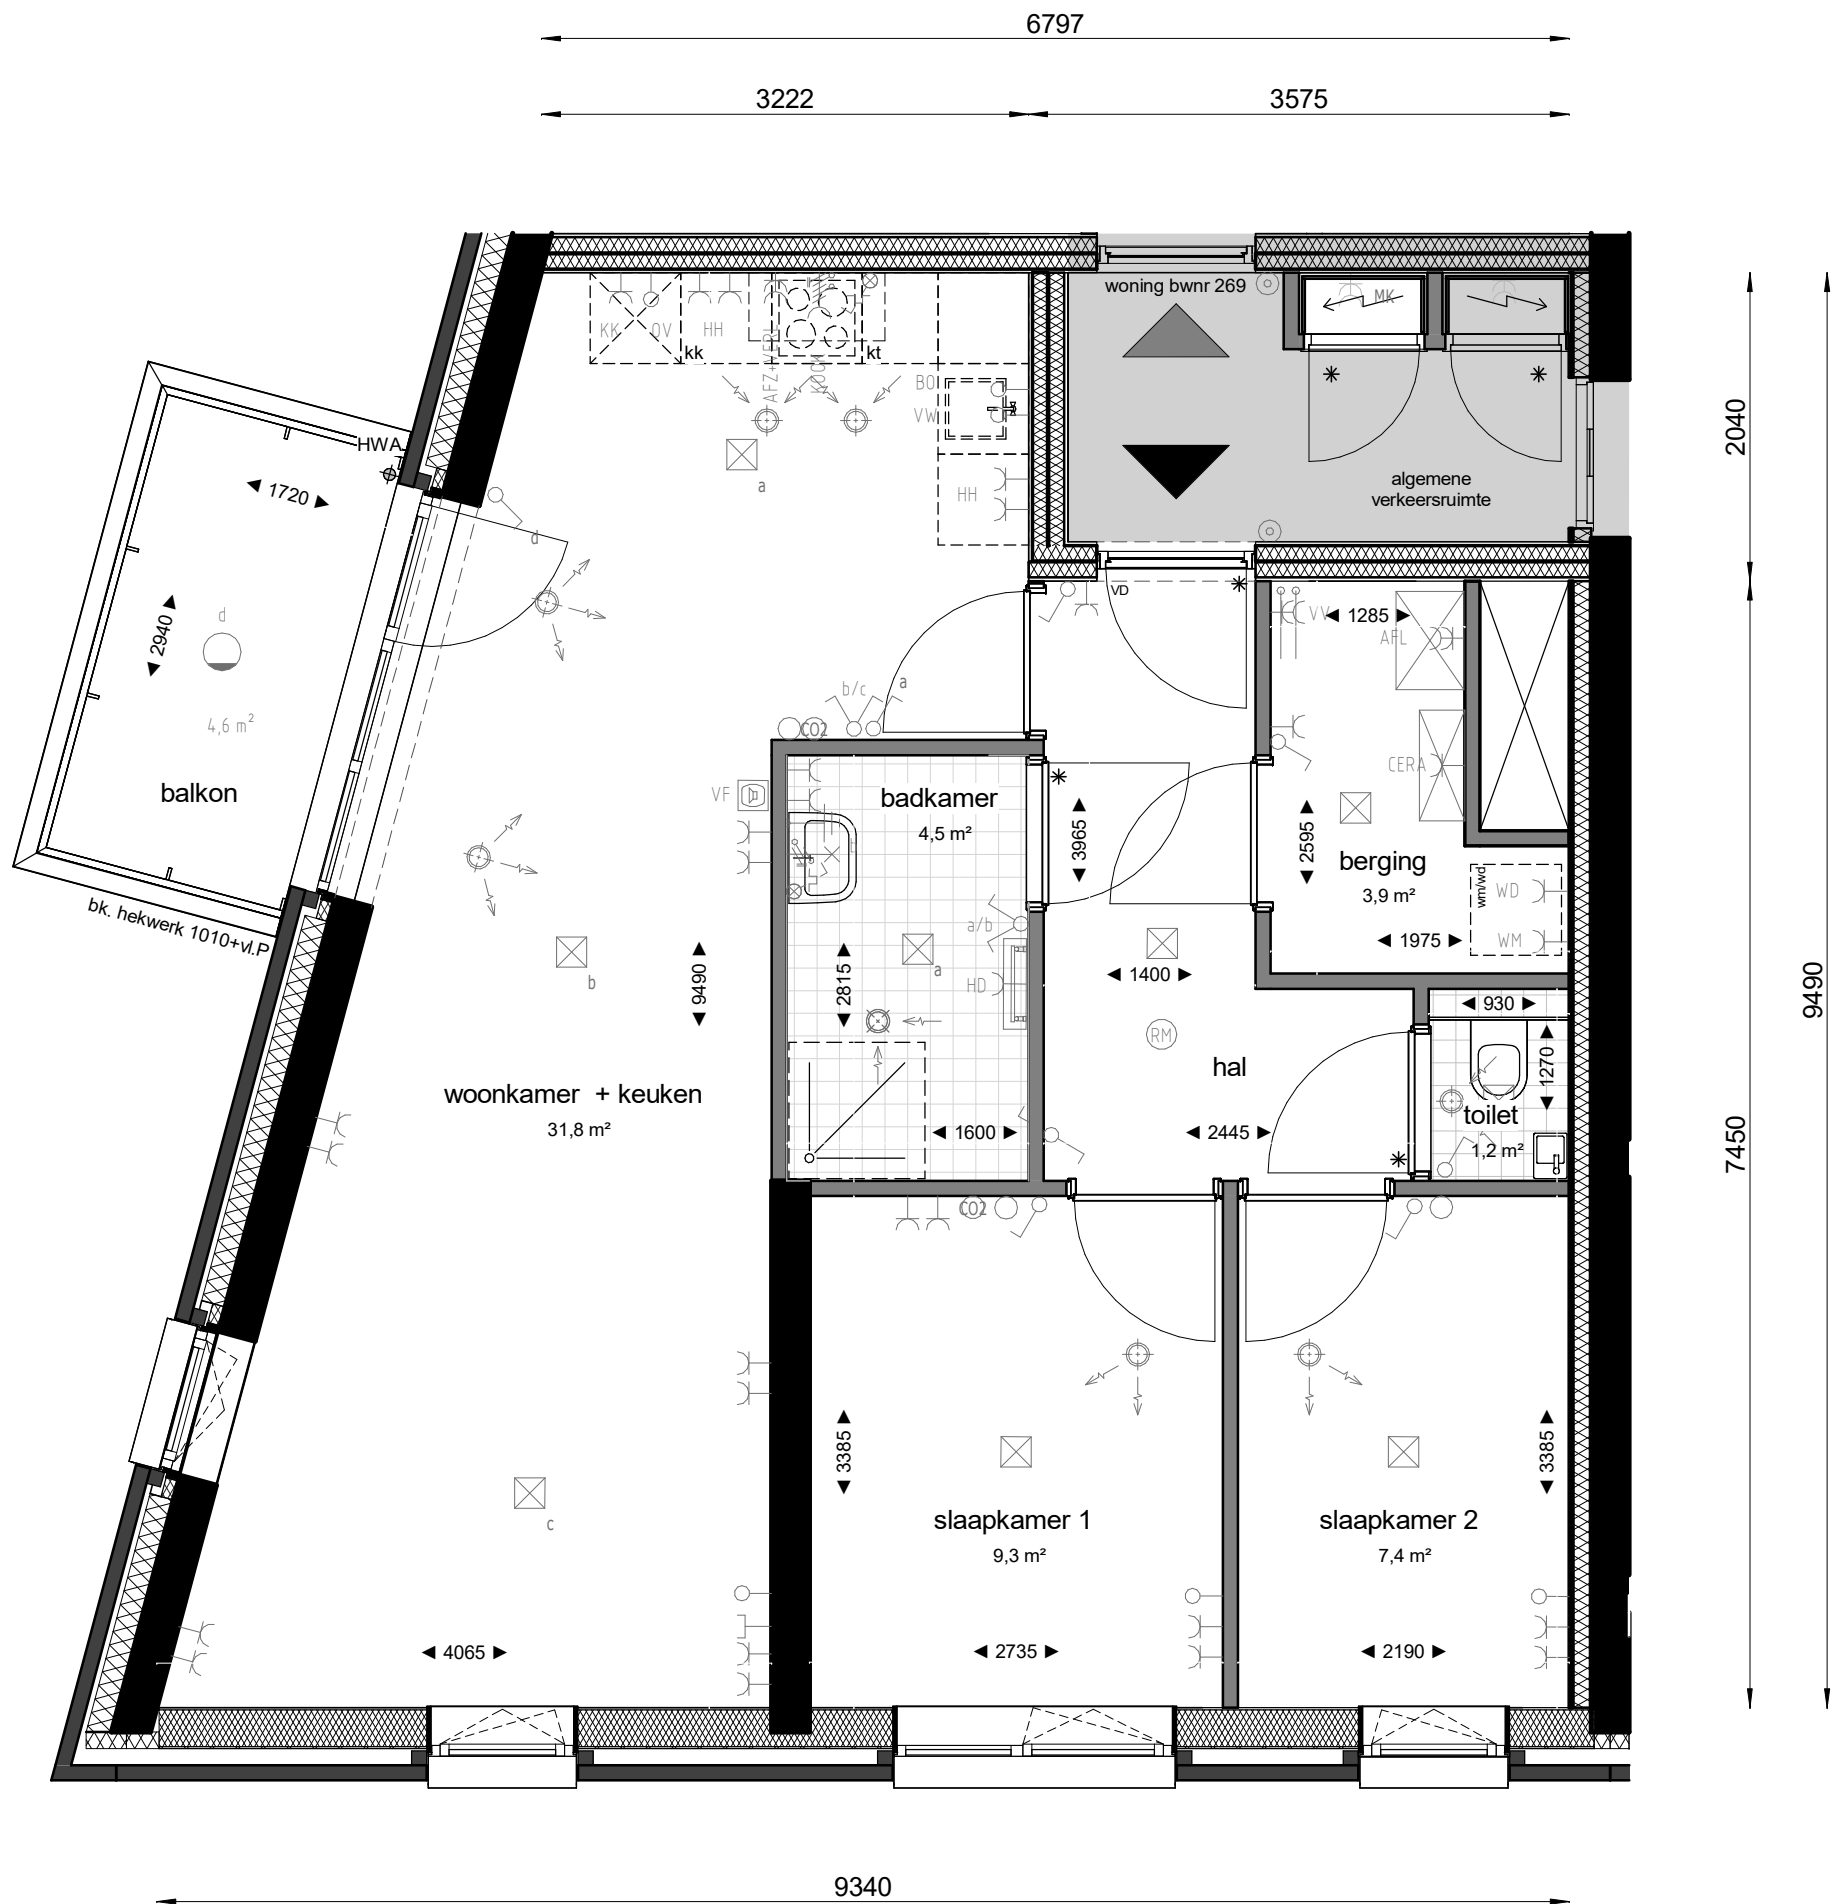 6797
3222
3575
woning bwnr 269
MK
KK
OV
HH
kk
AFZ+VERL
KOOK
kt
BO
VW
HH
a
algemene
verkeersruimte
2040
HWA
1720
d
2940
d
4,6 m²
balkon
bk. hekwerk 1010+vl.P
VD
VV
1285
AFL
b/c
a
CO2
VF
badkamer
4,5 m²
3965
2595
CERA
berging
3,9 m²
wm/wd
WD
WM
1975
a/b
a
HD
b
9490
2815
1400
930
9490
RM
hal
1270
toilet
1,2 m²
woonkamer + keuken
31,8 m²
1600
2445
7450
CO2
3385
3385
c
slaapkamer 1
9,3 m²
slaapkamer 2
7,4 m²
4065
2735
2190
9340